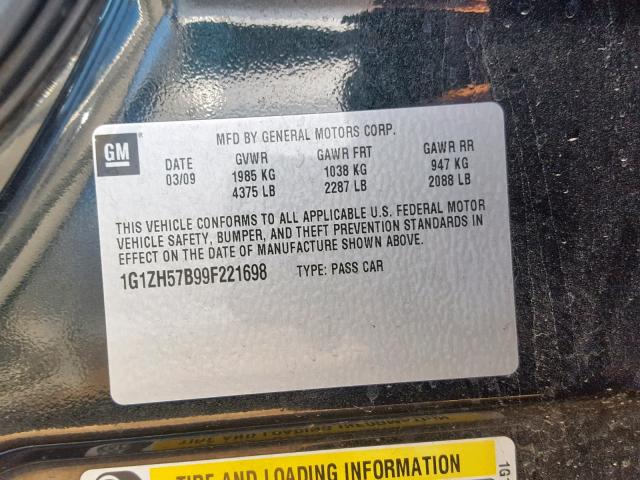 GM
MFD BY GENERAL MOTORS CORP.
DATE GVWR GAWR FRT GAWR RR
03/09 1985 KG 1038 KG 947 KG
4375 LB 2287 LB 2088 LB
THIS VEHICLE CONFORMS TO ALL APPLICABLE U.S. FEDERAL MOTOR
VEHICLE SAFETY, BUMPER, AND THEFT PREVENTION STANDARDS IN
EFFECT ON THE DATE OF MANUFACTURE SHOWN ABOVE.
1G1ZH57B99F221698 TYPE: PASS CAR
TIRE AND LOADING INFORMATION
1G